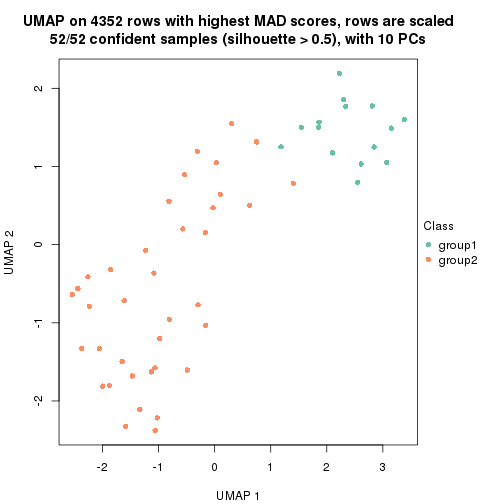 UMAP on 4352 rows with highest MAD scores, rows are scaled
52/52 confident samples (silhouette > 0.5), with 10 PCs
2
1
0
-1
-2
UMAP 2
-2
-1
0
1
2
3
UMAP 1
Class
group1
group2